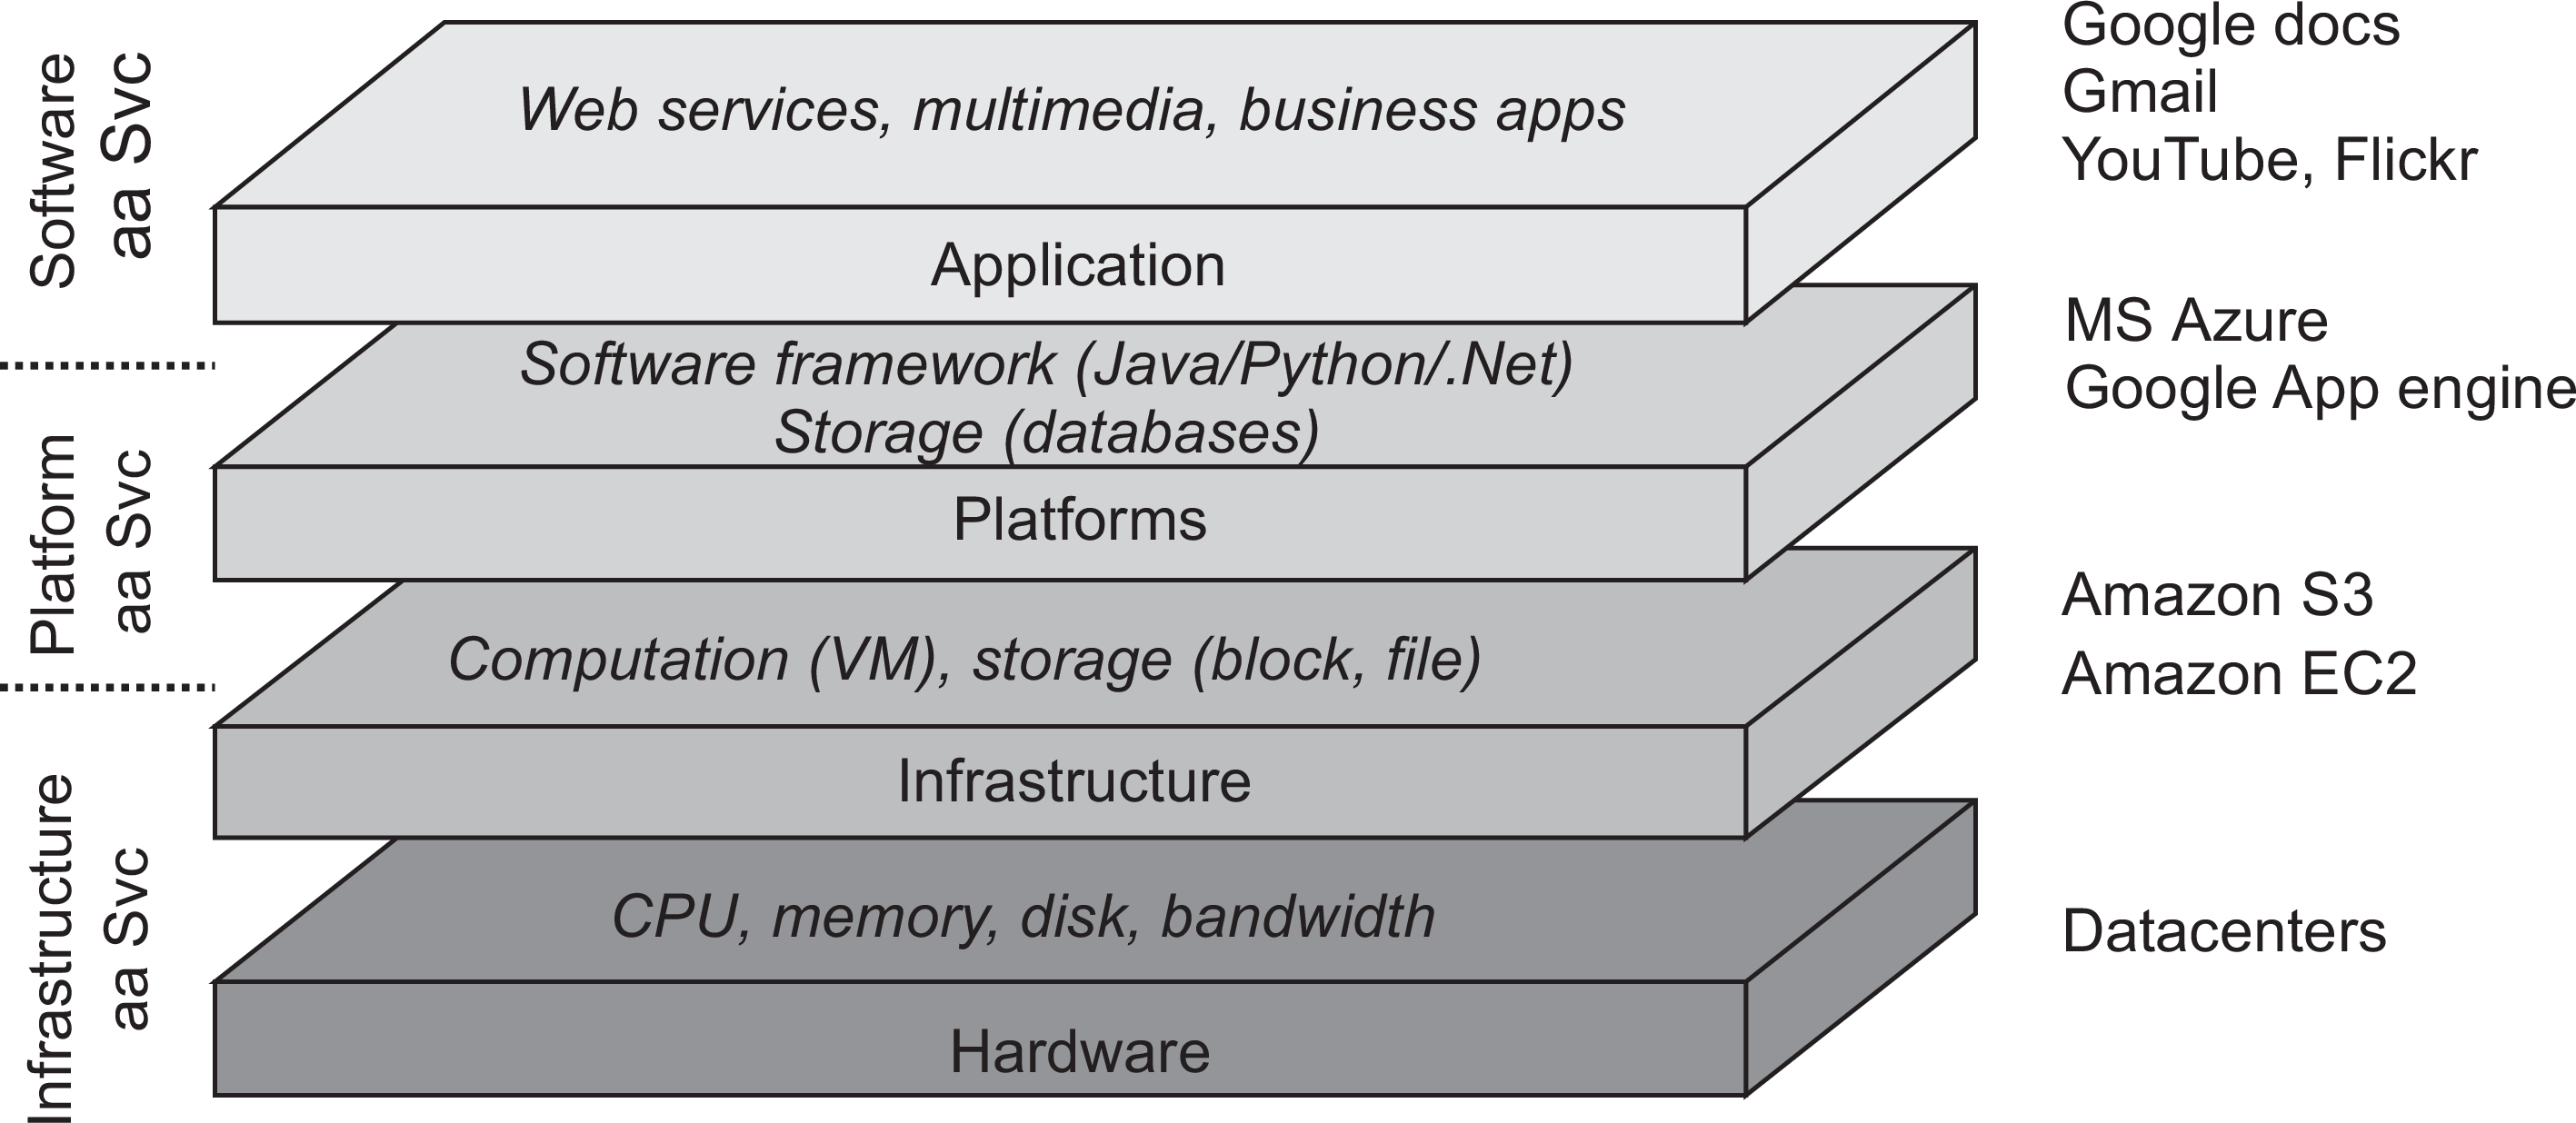 Software
aa Svc
Web services, multimedia, business apps
Application
Google docs
Gmail
YouTube, Flickr
Platform
aa Svc
Software framework (Java/Python/.Net)
Storage (databases)
Platforms
MS Azure
Google App engine
Infrastructure
aa Svc
Computation (VM), storage (block, file)
Infrastructure
Amazon S3
Amazon EC2
CPU, memory, disk, bandwidth
Hardware
Datacenters